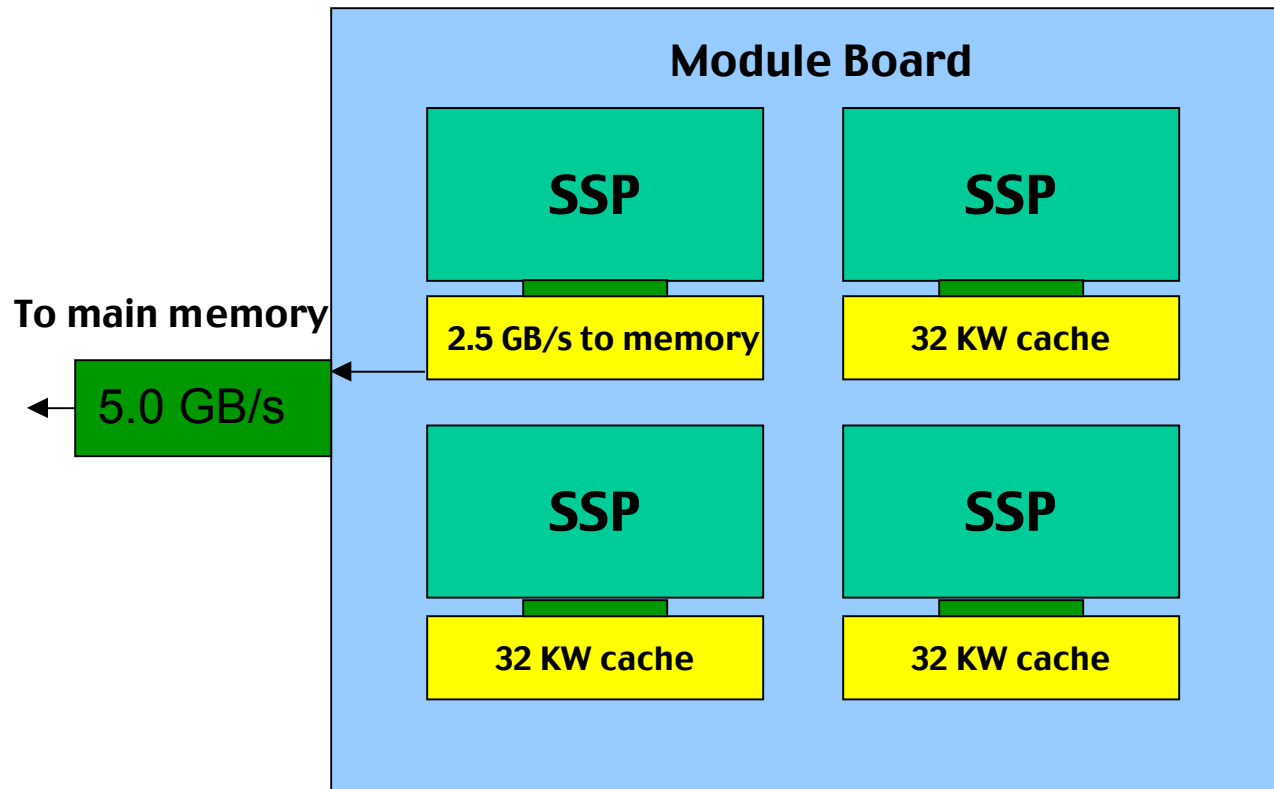 Module Board
SSP
SSP
To main memory
2.5 GB/s to memory
32 KW cache
5.0 GB/s
SSP
SSP
32 KW cache
32 KW cache